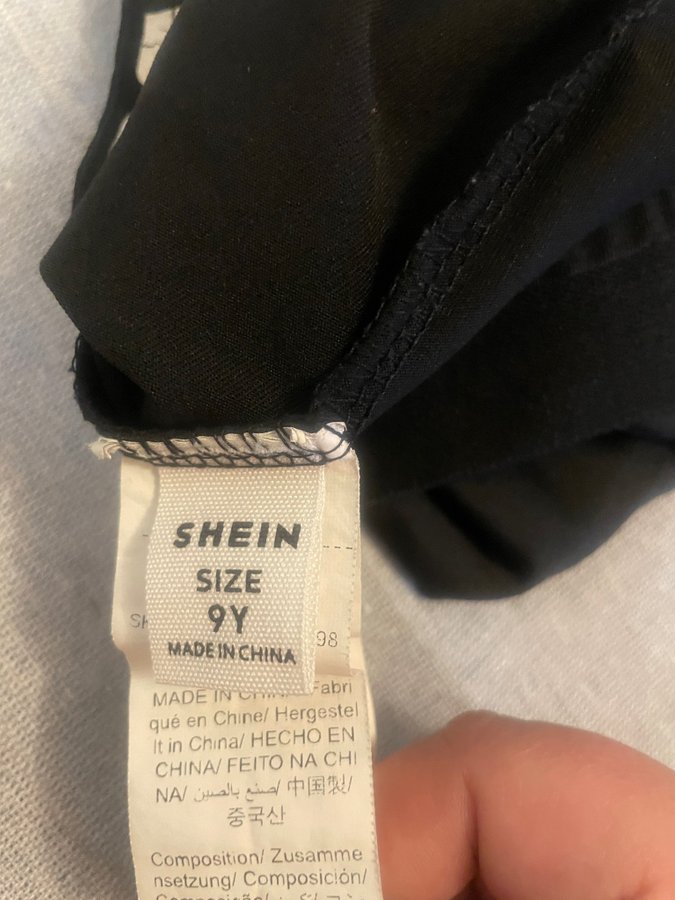 SHEIN
SIZE
9Y
MADE IN CHINA
98
MADE IN Fabri
qué en Chine/ Hergestel
lt in China/ HECHO EN
CHINA/ FEITO NA CHI
NA/ صنع بالصين/ 中国製/
중국산
Composition/ Zusamme
nsetzung/ Composición/